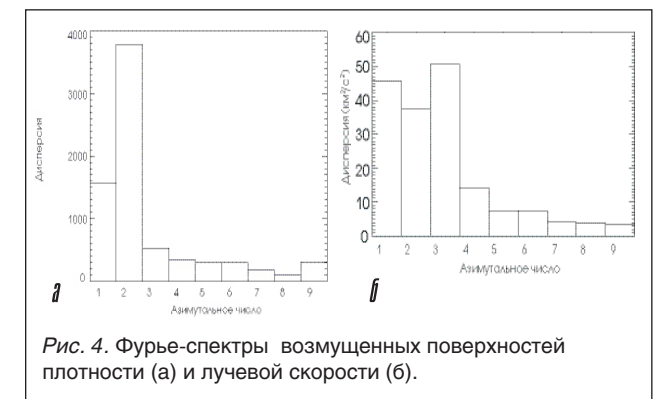 4000
3000
2000
1000
0
Дисперсия
1 2 3 4 5 6 7 8 9
Азимутальное число
а
60
50
40
30
20
10
0
Дисперсия (км²/с²)
1 2 3 4 5 6 7 8 9
Азимутальное число
б
Рис. 4. Фурье-спектры возмущенных поверхностей
плотности (а) и лучевой скорости (б).